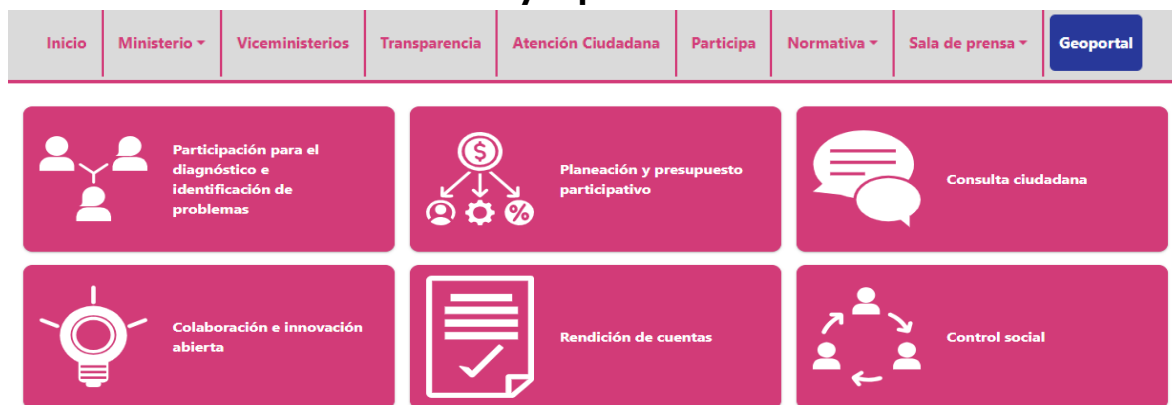 Inicio
Ministerio
Viceministerios
Transparencia
Atención Ciudadana
Participa
Normativa
Sala de prensa
Geoportal
Participación para el
diagnóstico e
identificación de
problemas
Planeación y presupuesto
participativo
Consulta ciudadana
Colaboración e innovación
abierta
Rendición de cuentas
Control social